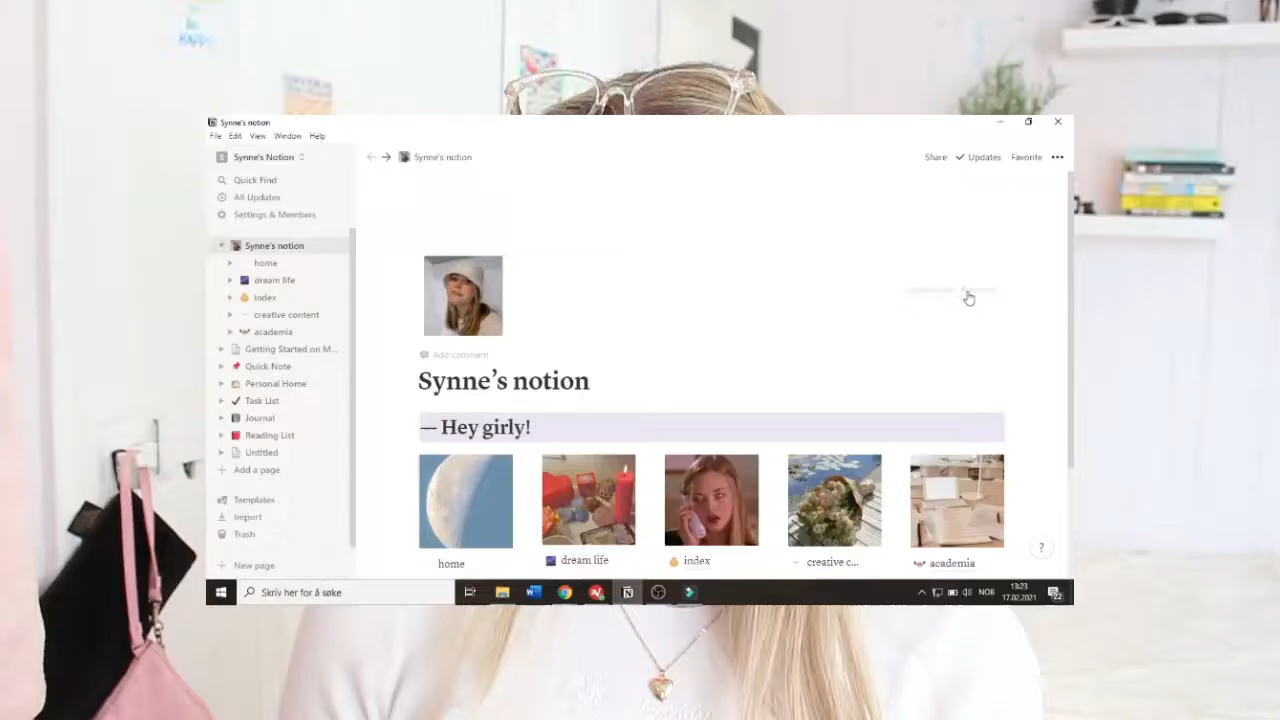 HAPPY
Synne's notion
File Edit View Window Help
Synne's Notion
Synne's notion
Share Updates Favorite
Quick Find
All Updates
Settings & Members
Synne's notion
home
dream life
index
creative content
academia
Getting Started on M...
Quick Note
Personal Home
Task List
Journal
Reading List
Untitled
Add a page
Templates
Import
Trash
New page
Add comment
Synne's notion
— Hey girly!
home
dream life
index
creative c...
academia
?
Skriv her for å søke
NOB
13:23
17.02.2021
22